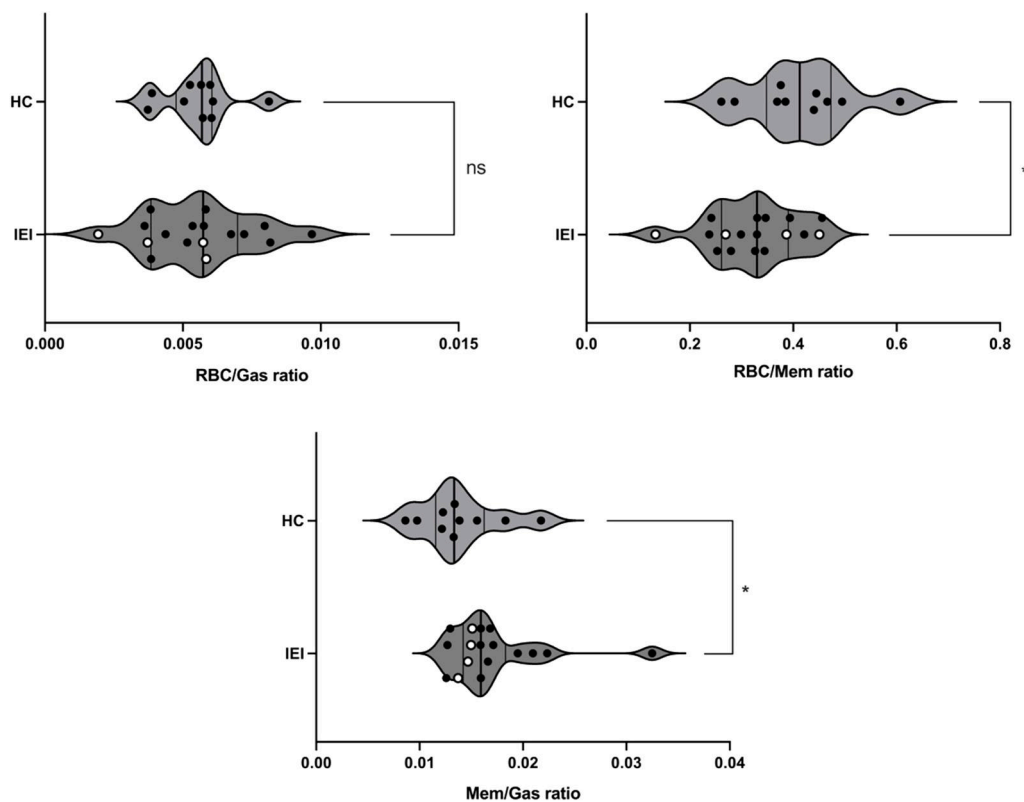 HC
ns
IEI
0.000 0.005 0.010 0.015
RBC/Gas ratio
HC
*
IEI
0.0 0.2 0.4 0.6 0.8
RBC/Mem ratio
HC
*
IEI
0.00 0.01 0.02 0.03 0.04
Mem/Gas ratio